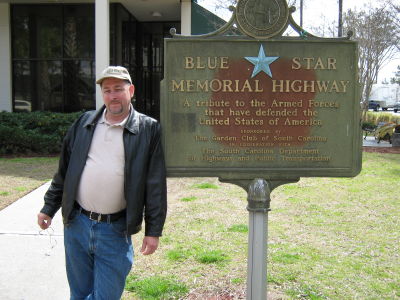 BLUE STAR
MEMORIAL HIGHWAY
A tribute to the Armed Forces
that have defended the
United States of America
SPONSORED BY
The Garden Club of South Carolina
IN COOPERATION WITH
The South Carolina Department
of Highways and Public Transportation